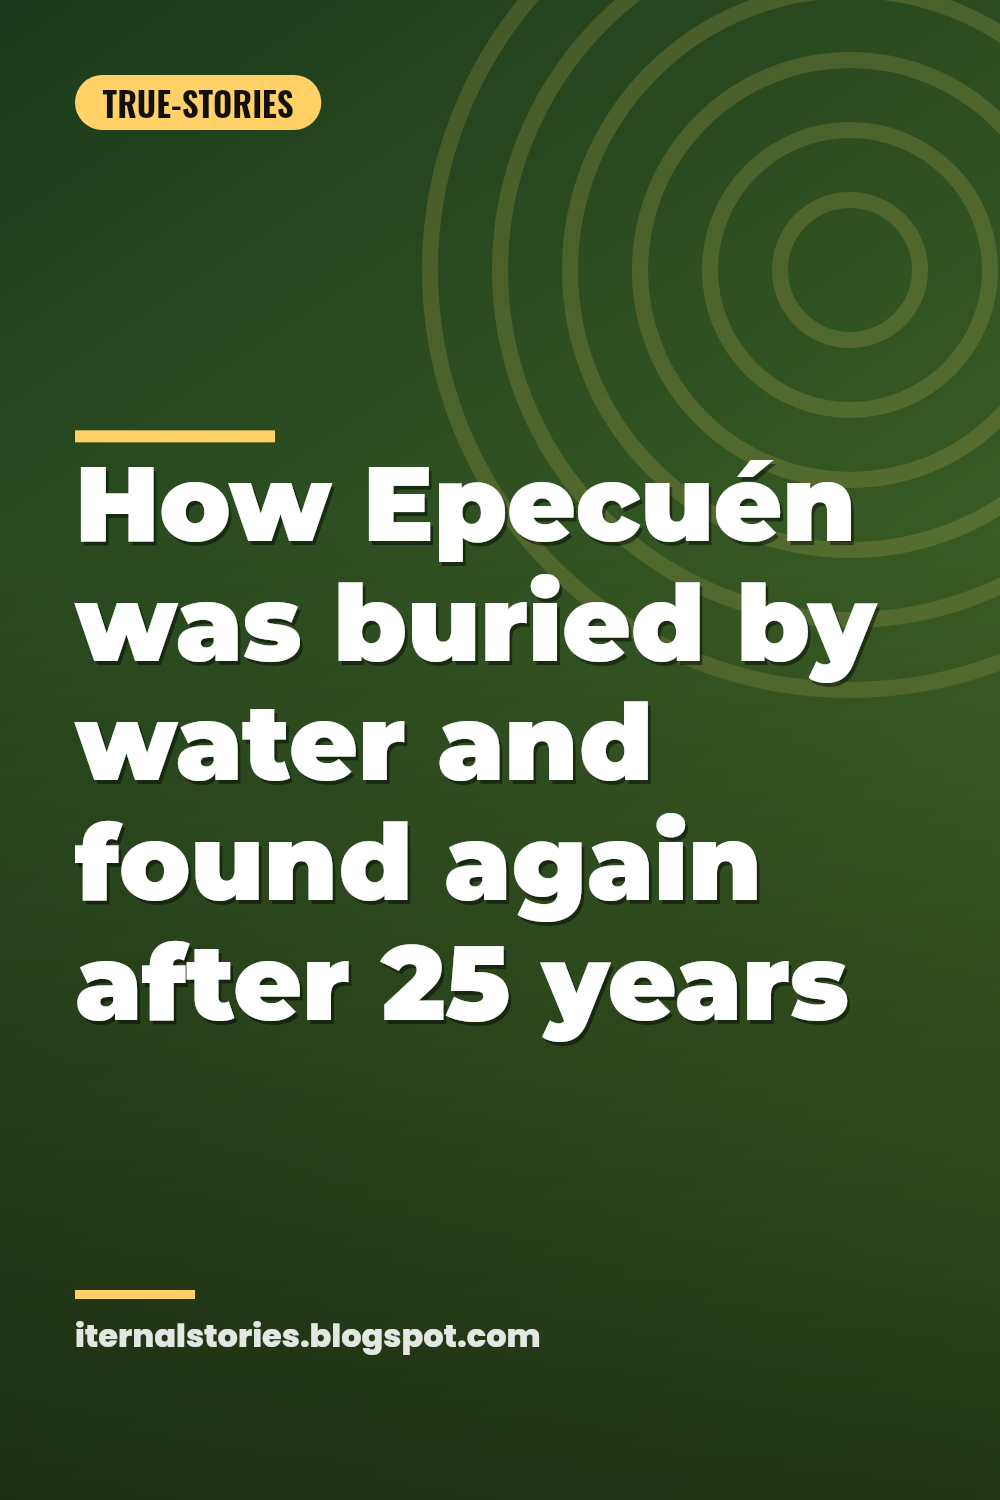 TRUE-STORIES
How Epecuén
was buried by
water and
found again
after 25 years
iternalstories.blogspot.com